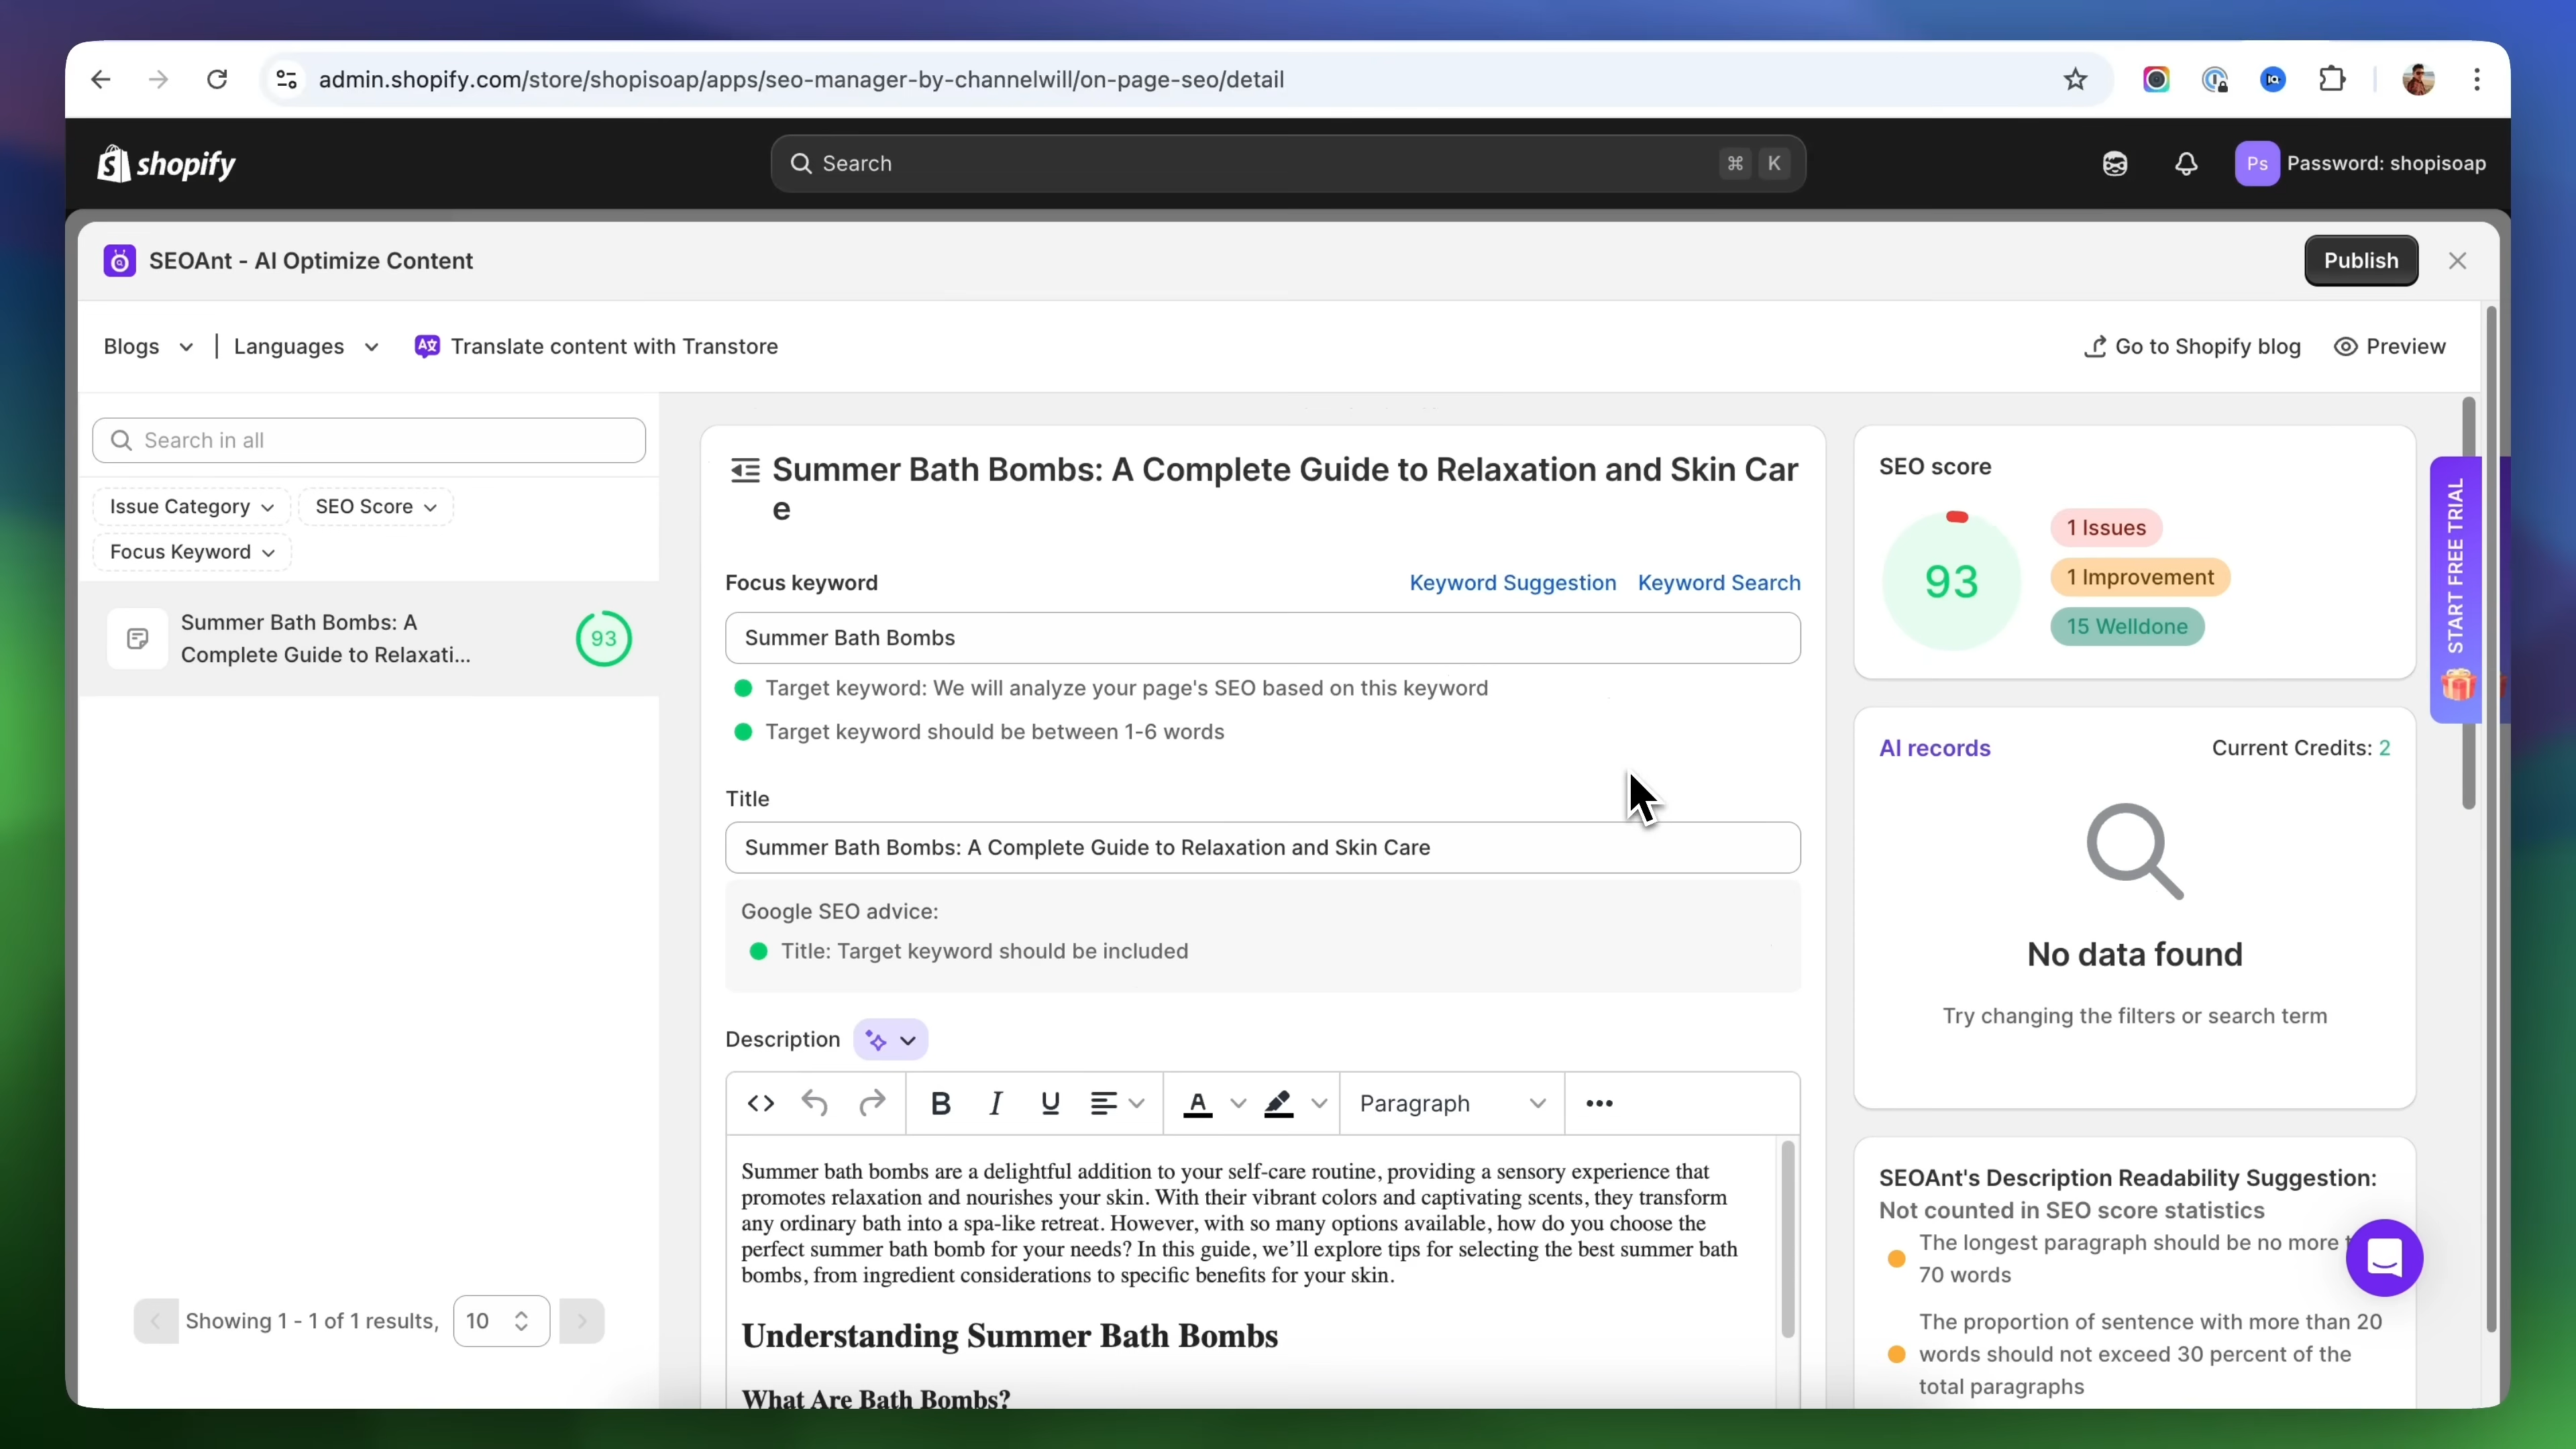 admin.shopify.com/store/shopisoap/apps/seo-manager-by-channelwill/on-page-seo/detail
shopify
Search
⌘ K
Ps
Password: shopisoap
SEOAnt - AI Optimize Content
Publish
Blogs
Languages
Translate content with Transtore
Go to Shopify blog
Preview
Search in all
Issue Category
SEO Score
Focus Keyword
Summer Bath Bombs: A
Complete Guide to Relaxati...
93
Showing 1 - 1 of 1 results,
10
Summer Bath Bombs: A Complete Guide to Relaxation and Skin Car
e
Focus keyword
Keyword Suggestion
Keyword Search
Summer Bath Bombs
Target keyword: We will analyze your page's SEO based on this keyword
Target keyword should be between 1-6 words
Title
Summer Bath Bombs: A Complete Guide to Relaxation and Skin Care
Google SEO advice:
Title: Target keyword should be included
Description
B I U
A
Paragraph
Summer bath bombs are a delightful addition to your self-care routine, providing a sensory experience that
promotes relaxation and nourishes your skin. With their vibrant colors and captivating scents, they transform
any ordinary bath into a spa-like retreat. However, with so many options available, how do you choose the
perfect summer bath bomb for your needs? In this guide, we’ll explore tips for selecting the best summer bath
bombs, from ingredient considerations to specific benefits for your skin.
Understanding Summer Bath Bombs
What Are Bath Bombs?
SEO score
93
1 Issues
1 Improvement
15 Welldone
START FREE TRIAL
AI records
Current Credits: 2
No data found
Try changing the filters or search term
SEOAnt's Description Readability Suggestion:
Not counted in SEO score statistics
The longest paragraph should be no more
70 words
The proportion of sentence with more than 20
words should not exceed 30 percent of the
total paragraphs